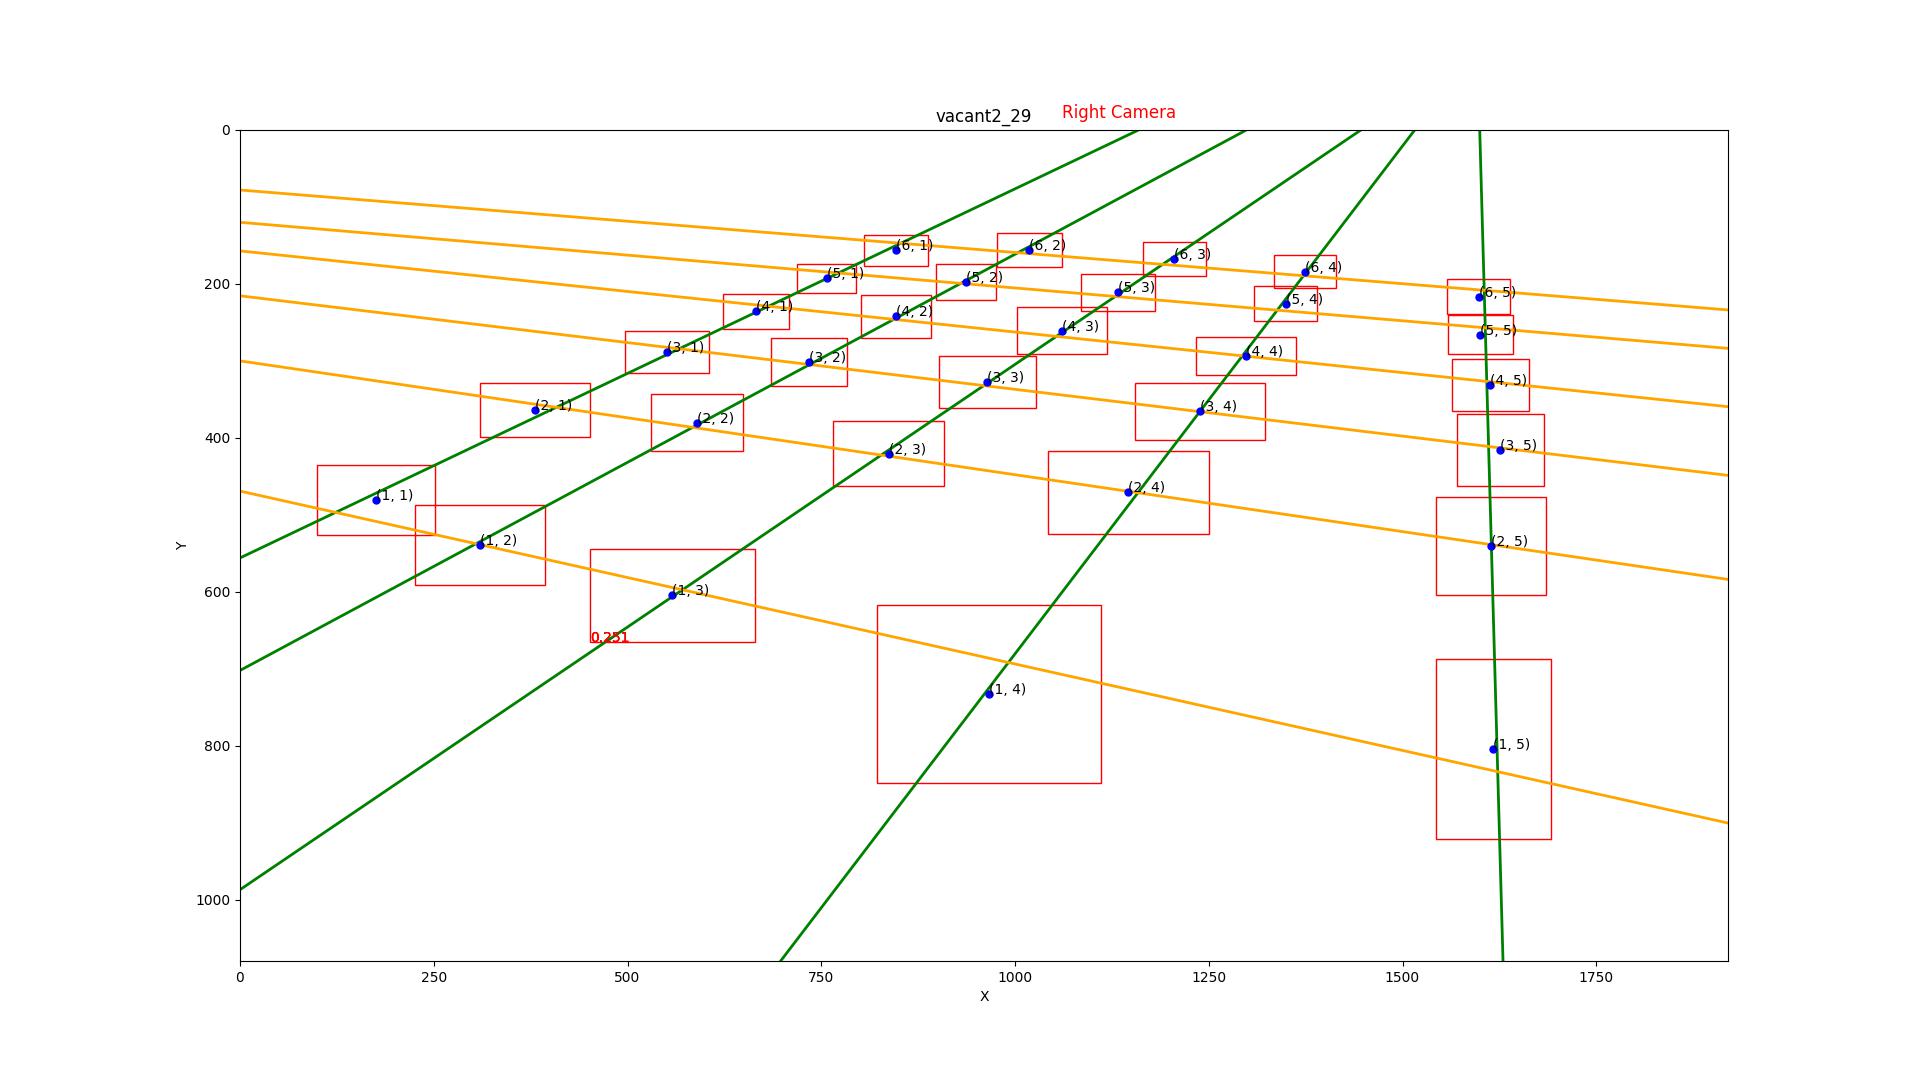 vacant2_29 Right Camera
0
(6, 1) (6, 2) (6, 3) (6, 4) (6, 5)
200
(5, 1) (5, 2) (5, 3) (5, 4) (5, 5)
(4, 1) (4, 2) (4, 3) (4, 4) (4, 5)
(3, 1) (3, 2) (3, 3) (3, 4) (3, 5)
400
(2, 1) (2, 2) (2, 3) (2, 4) (2, 5)
(1, 1) (1, 2) (1, 3) (1, 4) (1, 5)
Y
600
0.251
800
1000
0 250 500 750 1000 1250 1500 1750
X